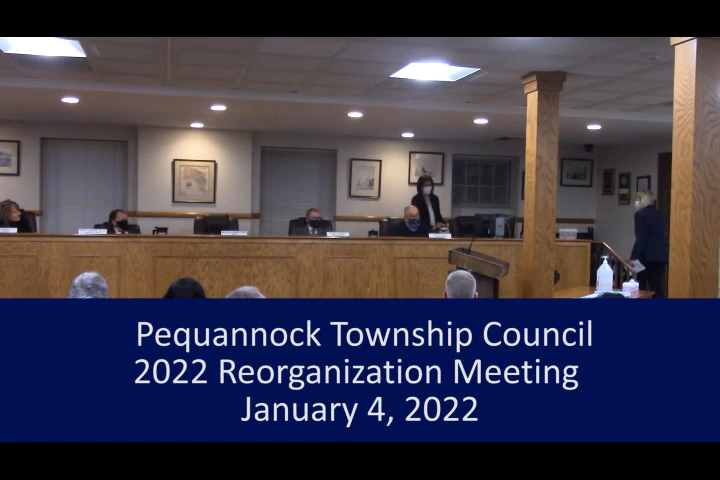 Pequannock Township Council
2022 Reorganization Meeting
January 4, 2022